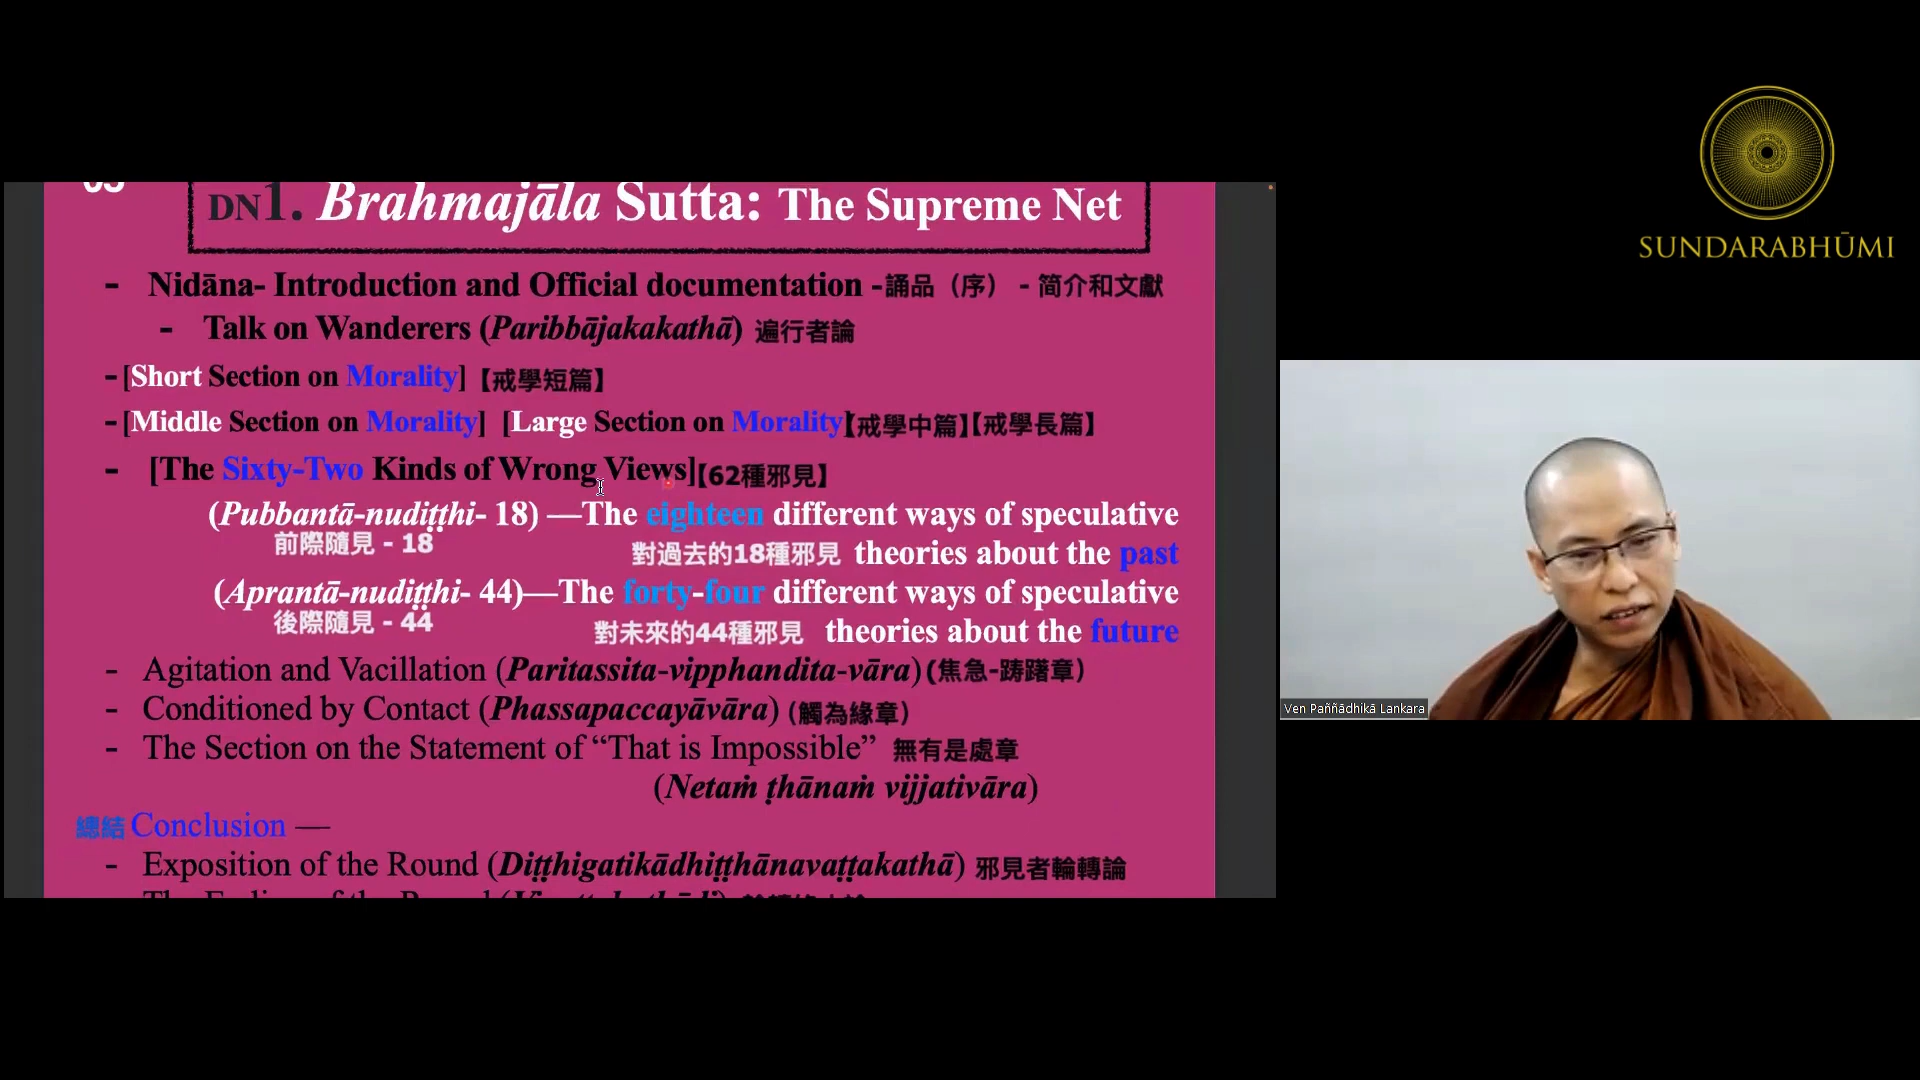 DN1. Brahmajāla Sutta: The Supreme Net
- Nidāna- Introduction and Official documentation -誦品（序） - 简介和文獻
- Talk on Wanderers (Paribbājakakathā) 遍行者論
-[Short Section on Morality]【戒學短篇】
-[Middle Section on Morality] [Large Section on Morality【戒學中篇】【戒學長篇】
- [The Sixty-Two Kinds of Wrong Views]【62種邪見】
(Pubbantā-nudiṭṭhi- 18) —The eighteen different ways of speculative
前際隨見 - 18 對過去的18種邪見 theories about the past
(Aprantā-nudiṭṭhi- 44)—The forty-four different ways of speculative
後際隨見 - 44 對未來的44種邪見 theories about the future
- Agitation and Vacillation (Paritassita-vipphandita-vāra)(焦急-踌躇章）
- Conditioned by Contact (Phassapaccayāvāra) (觸為緣章）
- The Section on the Statement of “That is Impossible” 無有是處章
(Netaṁ ṭhānaṁ vijjativāra)
總結 Conclusion —
- Exposition of the Round (Diṭṭhigatikādhiṭṭhānavaṭṭakathā) 邪見者輪轉論
SUNDARABHŪMI
Ven Paññādhikā Lankara